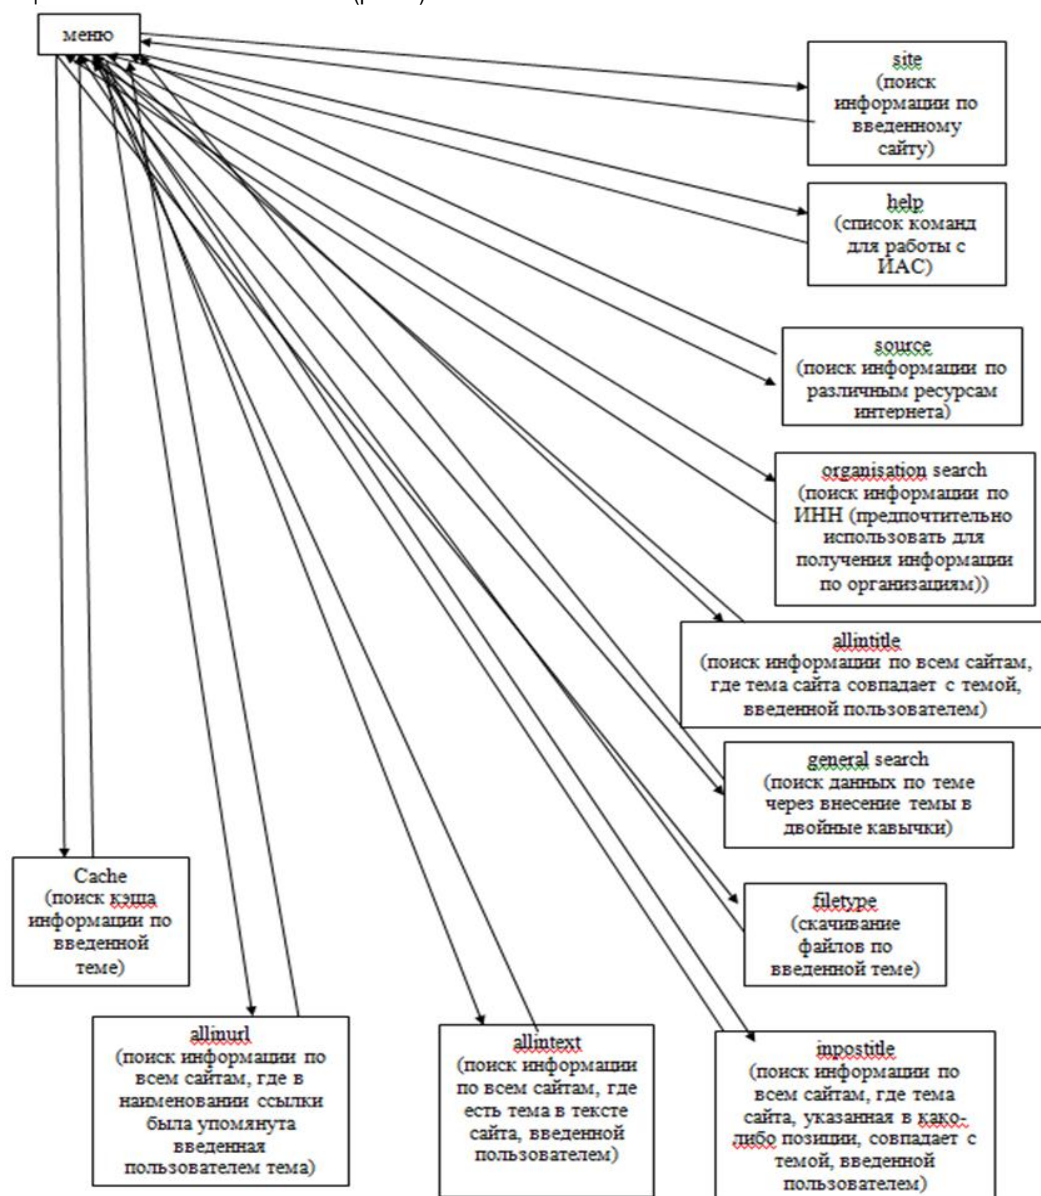 меню
site
(поиск
информации по
введенному
сайту)
help
(список команд
для работы с
ИАС)
source
(поиск информации по
различным ресурсам
интернета)
organisation search
(поиск информации по
ИНН (предпочтительно
использовать для
получения информации
по организациям))
allintitle
(поиск информации по всем сайтам,
где тема сайта совпадает с темой,
введенной пользователем)
general search
(поиск данных по теме
через внесение темы в
двойные кавычки)
filetype
(скачивание
файлов по
введенной теме)
inpostitle
(поиск информации по
всем сайтам, где тема
сайта, указанная в како-
либо позиции, совпадает с
темой, введенной
пользователем)
allintext
(поиск информации
по всем сайтам, где
есть тема в тексте
сайта, введенной
пользователем)
allinurl
(поиск информации по
всем сайтам, где в
наименовании ссылки
была упомянута
введенная
пользователем тема)
Cache
(поиск кэша
информации по
введенной
теме)